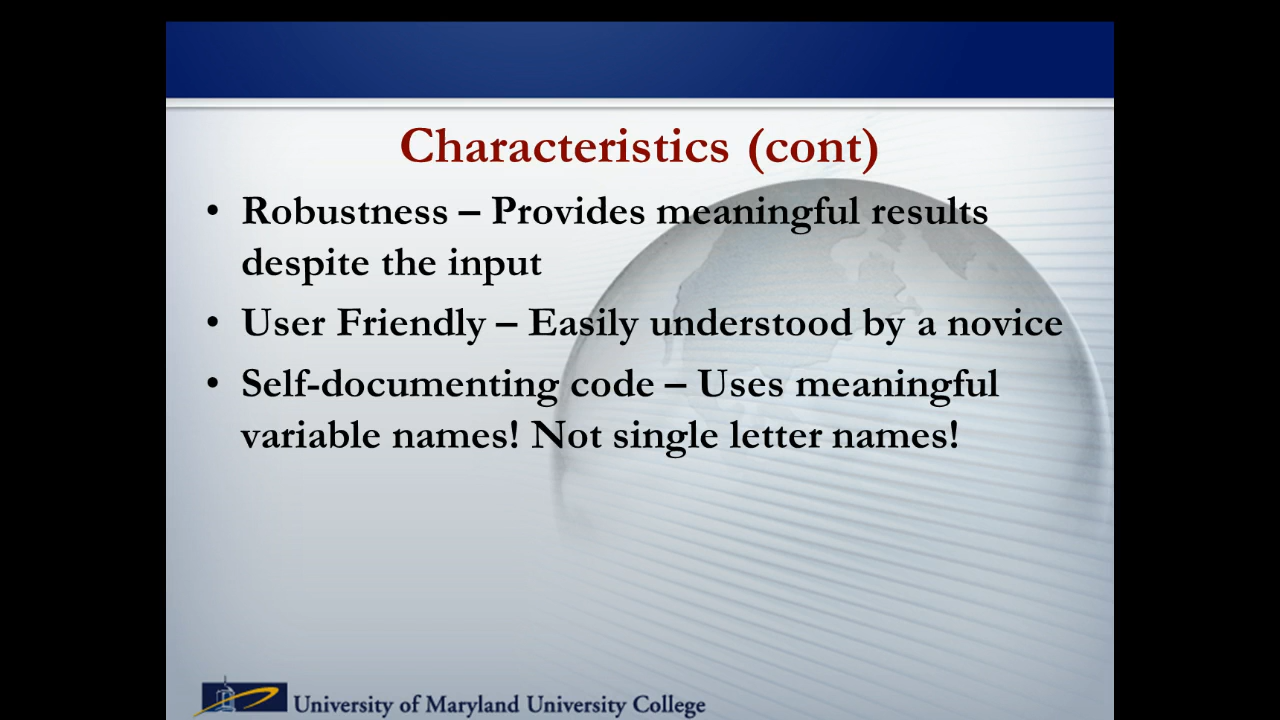 Characteristics (cont)
• Robustness – Provides meaningful results
despite the input
• User Friendly – Easily understood by a novice
• Self-documenting code – Uses meaningful
variable names! Not single letter names!
University of Maryland University College